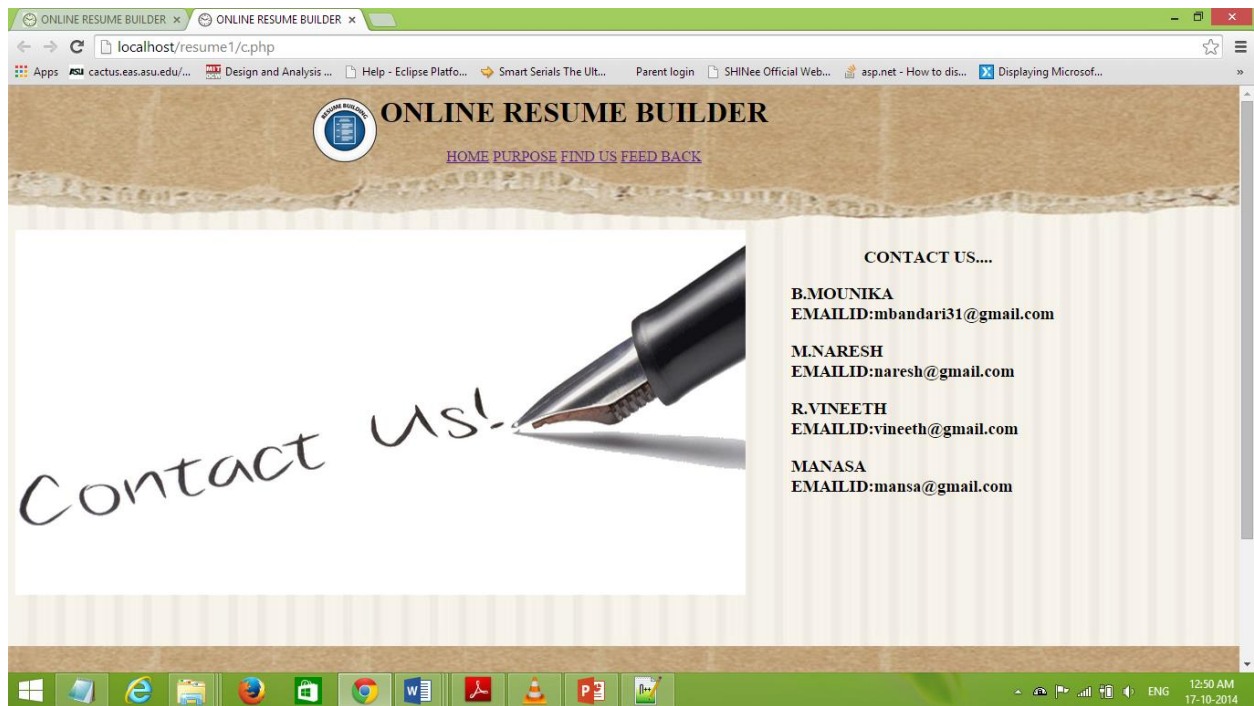 ONLINE RESUME BUILDER
ONLINE RESUME BUILDER
localhost/resume1/c.php
Apps
ASU cactus.eas.asu.edu/...
MIT Design and Analysis ...
Help - Eclipse Platfo...
Smart Serials The Ult...
Parent login
SHINee Official Web...
asp.net - How to dis...
X Displaying Microsof...
»
RESUME BUILDING
ONLINE RESUME BUILDER
HOME PURPOSE FIND US FEED BACK
Contact Us!
CONTACT US....
B.MOUNIKA
EMAILID:mbandari31@gmail.com
M.NARESH
EMAILID:naresh@gmail.com
R.VINEETH
EMAILID:vineeth@gmail.com
MANASA
EMAILID:mansa@gmail.com
ENG
12:50 AM
17-10-2014